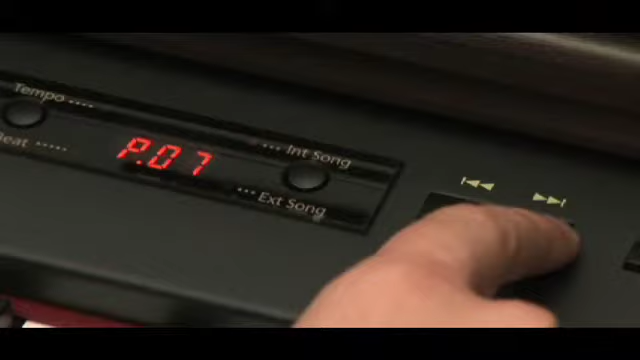 Tempo
Beat
P.07
Int Song
Ext Song